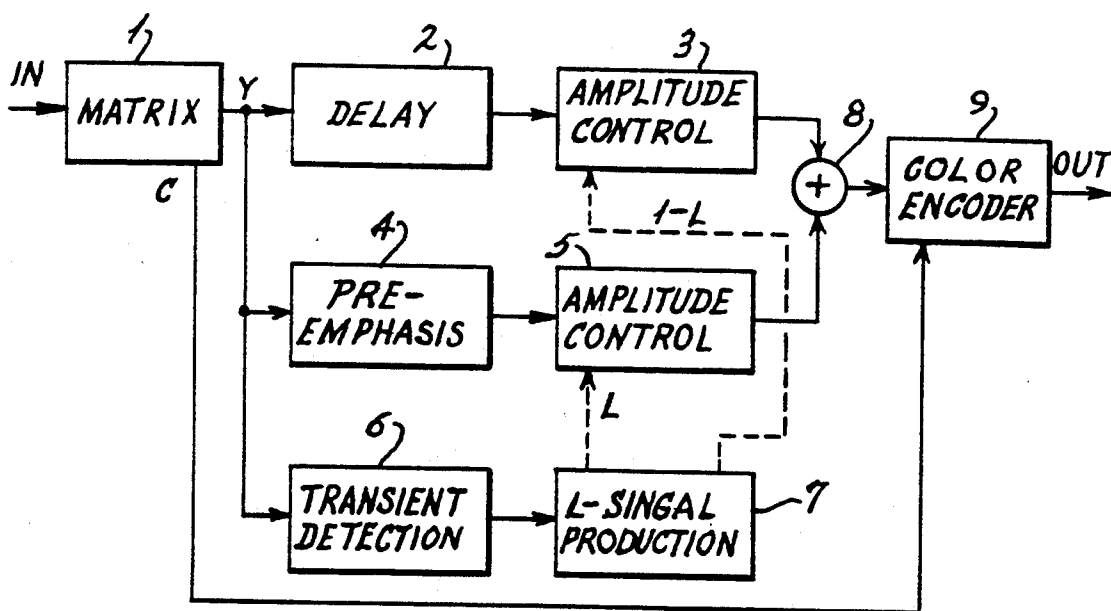 1
2
3
IN
MATRIX
Y
DELAY
AMPLITUDE
CONTROL
8
9
COLOR
ENCODER
OUT
C
+
1-L
4
5
PRE-
EMPHASIS
AMPLITUDE
CONTROL
L
6
TRANSIENT
DETECTION
L-SINGAL
PRODUCTION
7